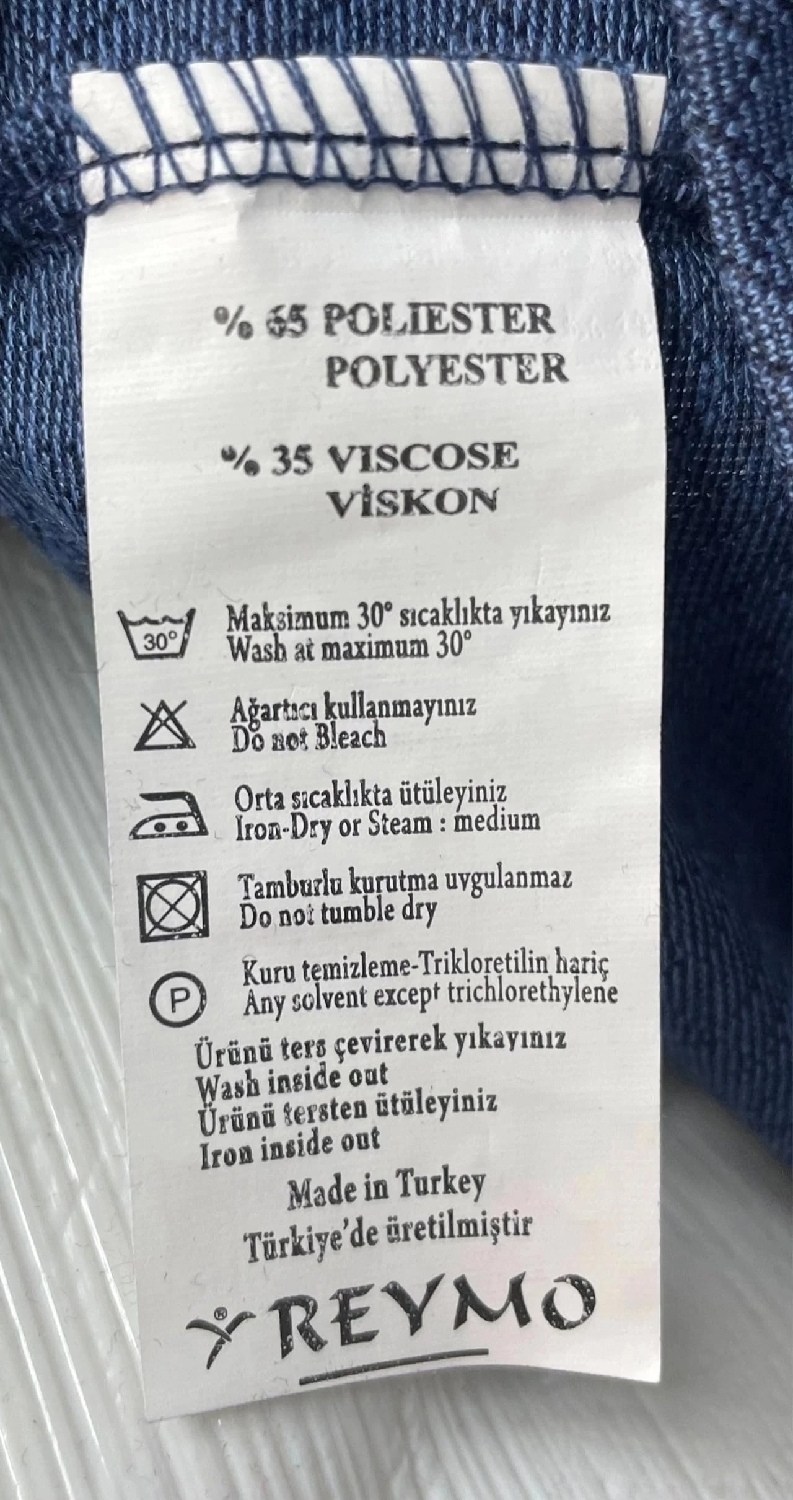 % 65 POLIESTER
POLYESTER
% 35 VISCOSE
VİSKON
30° Maksimum 30° sıcaklıkta yıkayınız
Wash at maximum 30°
Ağartıcı kullanmayınız
Do not Bleach
Orta sıcaklıkta ütüleyiniz
Iron-Dry or Steam : medium
Tamburlu kurutma uygulanmaz
Do not tumble dry
P Kuru temizleme-Trikloretilin hariç
Any solvent except trichlorethylene
Ürünü ters çevirerek yıkayınız
Wash inside out
Ürünü tersten ütüleyiniz
Iron inside out
Made in Turkey
Türkiye'de üretilmiştir
® REYMO